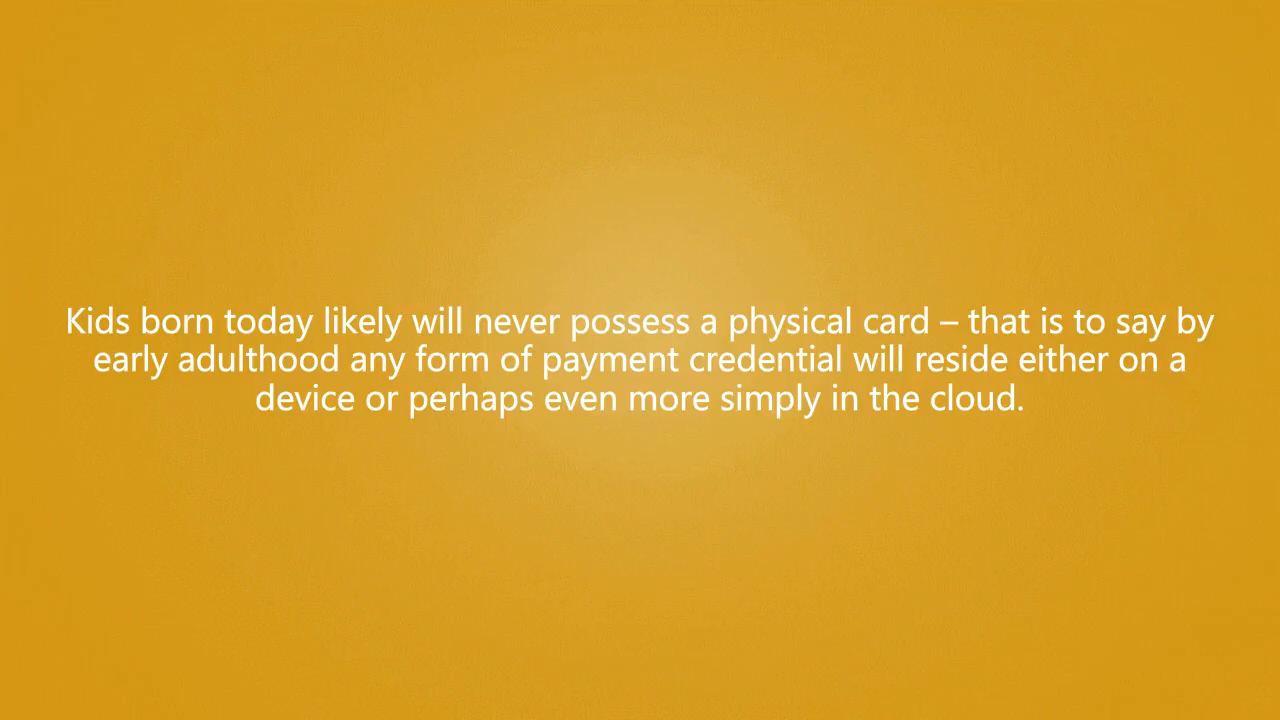 Kids born today likely will never possess a physical card – that is to say by
early adulthood any form of payment credential will reside either on a
device or perhaps even more simply in the cloud.